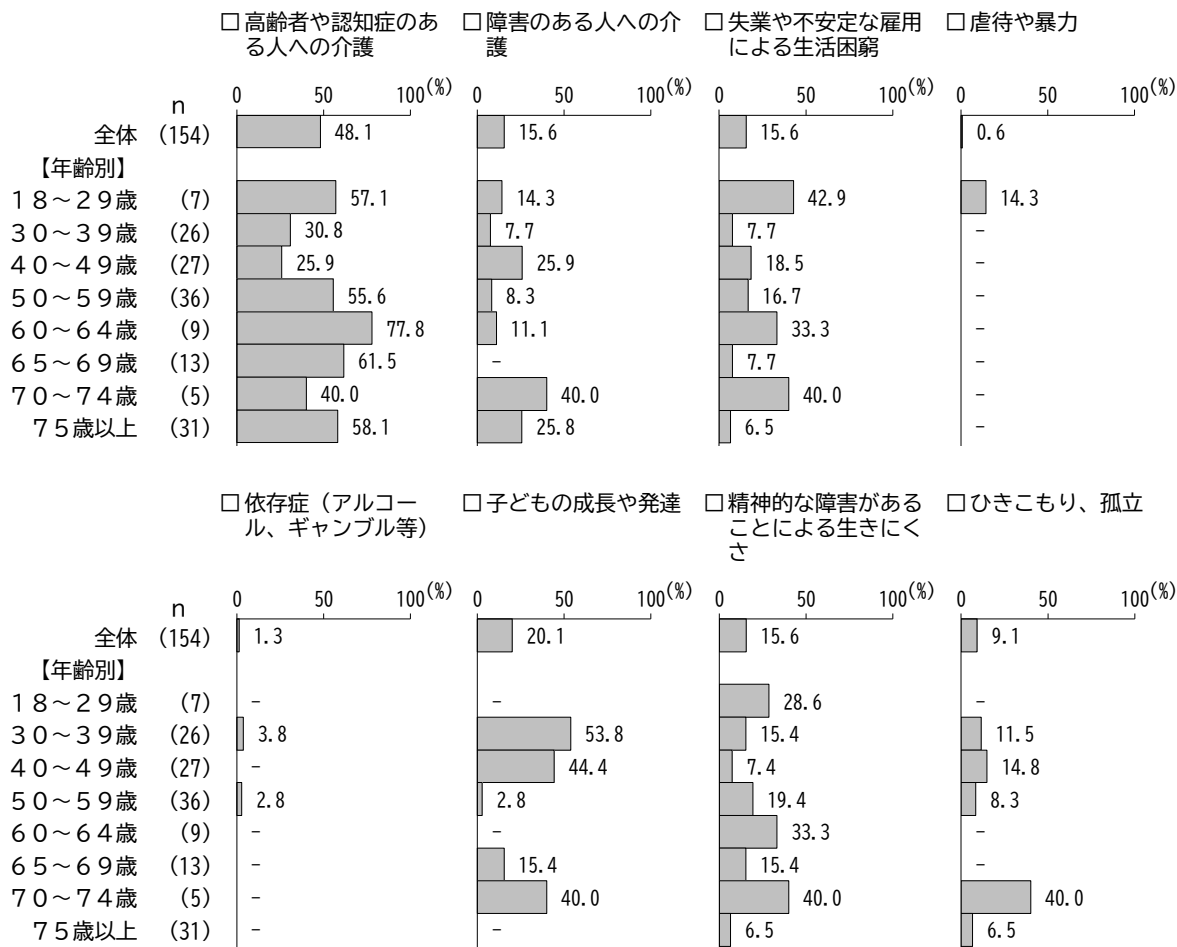 □ 高齢者や認知症のあ □ 障害のある人への介 □ 失業や不安定な雇用 □ 虐待や暴力
る人への介護 護 による生活困窮
0 50 100(%) 0 50 100(%) 0 50 100(%) 0 50 100(%)
n
全体 (154) 48.1 15.6 15.6 0.6
【年齢別】
18～29歳 (7) 57.1 14.3 42.9 14.3
30～39歳 (26) 30.8 7.7 7.7 -
40～49歳 (27) 25.9 25.9 18.5 -
50～59歳 (36) 55.6 8.3 16.7 -
60～64歳 (9) 77.8 11.1 33.3 -
65～69歳 (13) 61.5 - 7.7 -
70～74歳 (5) 40.0 40.0 40.0 -
75歳以上 (31) 58.1 25.8 6.5 -
□ 依存症（アルコー □ 子どもの成長や発達 □ 精神的な障害がある □ ひきこもり、孤立
ル、ギャンブル等） ことによる生きにく
さ
0 50 100(%) 0 50 100(%) 0 50 100(%) 0 50 100(%)
n
全体 (154) 1.3 20.1 15.6 9.1
【年齢別】
18～29歳 (7) - - 28.6 -
30～39歳 (26) 3.8 53.8 15.4 11.5
40～49歳 (27) - 44.4 7.4 14.8
50～59歳 (36) 2.8 2.8 19.4 8.3
60～64歳 (9) - - 33.3 -
65～69歳 (13) - 15.4 15.4 -
70～74歳 (5) - 40.0 40.0 40.0
75歳以上 (31) - - 6.5 6.5